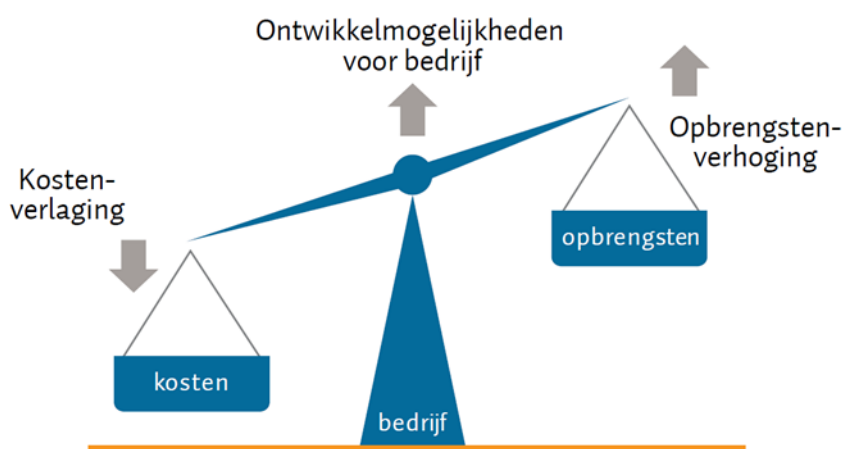 Ontwikkelmogelijkheden
voor bedrijf
Opbrengsten-
verhoging
Kosten-
verlaging
opbrengsten
kosten
bedrijf